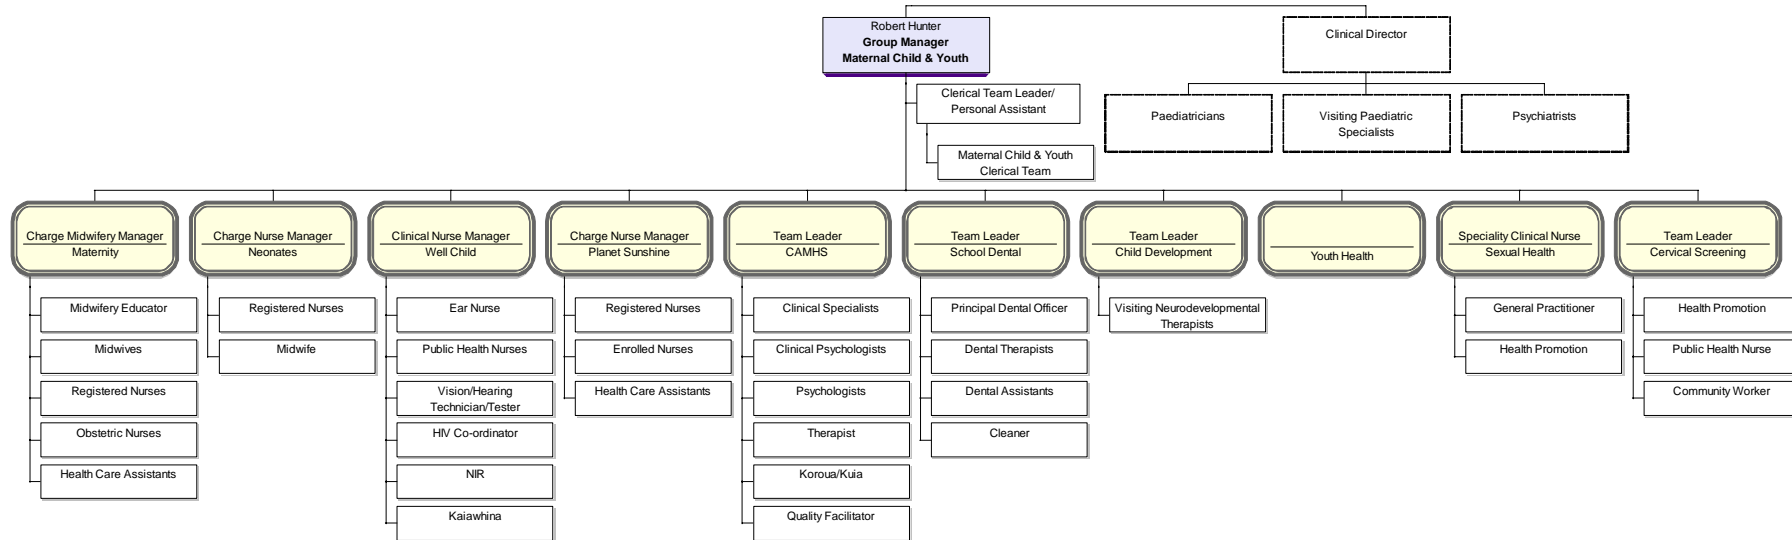 Robert Hunter
Group Manager
Maternal Child & Youth
Clinical Director
Clerical Team Leader/
Personal Assistant
Maternal Child & Youth
Clerical Team
Paediatricians
Visiting Paediatric
Specialists
Psychiatrists
Charge Midwifery Manager
Maternity
Midwifery Educator
Midwives
Registered Nurses
Obstetric Nurses
Health Care Assistants
Charge Nurse Manager
Neonates
Registered Nurses
Midwife
Clinical Nurse Manager
Well Child
Ear Nurse
Public Health Nurses
Vision/Hearing
Technician/Tester
HIV Co-ordinator
NIR
Kaiawhina
Charge Nurse Manager
Planet Sunshine
Registered Nurses
Enrolled Nurses
Health Care Assistants
Team Leader
CAMHS
Clinical Specialists
Clinical Psychologists
Psychologists
Therapist
Koroua/Kuia
Quality Facilitator
Team Leader
School Dental
Principal Dental Officer
Dental Therapists
Dental Assistants
Cleaner
Team Leader
Child Development
Visiting Neurodevelopmental
Therapists
Youth Health
Speciality Clinical Nurse
Sexual Health
General Practitioner
Health Promotion
Team Leader
Cervical Screening
Health Promotion
Public Health Nurse
Community Worker